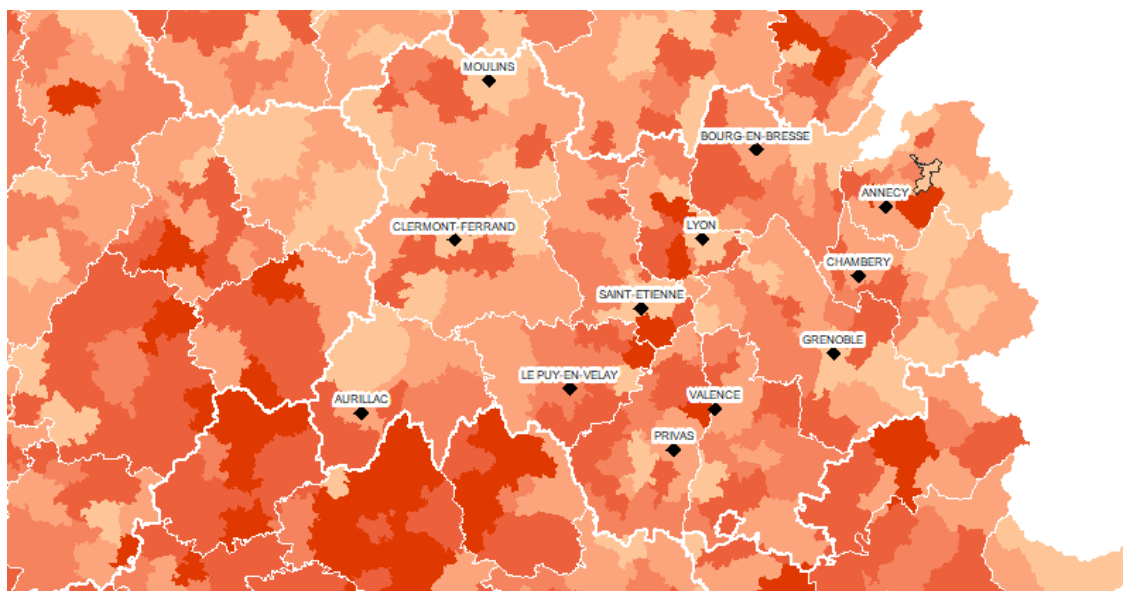 MOULINS
BOURG-EN-BRESSE
ANNECY
CLERMONT-FERRAND
LYON
CHAMBERY
SAINT-ETIENNE
GRENOBLE
LE PUY-EN-VELAY
AURILLAC
VALENCE
PRIVAS